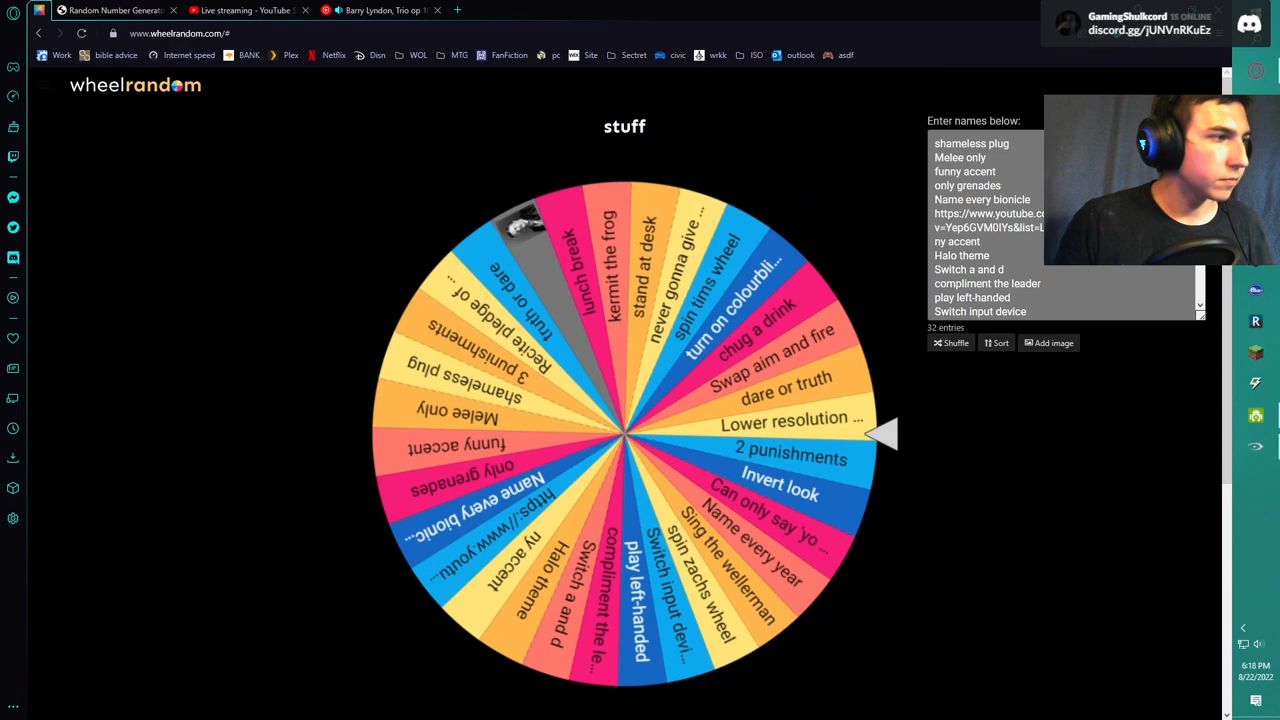 Random Number Generato
Live streaming - YouTube S
Barry Lyndon, Trio op 1
GamingShulkcord 15 ONLINE
discord.gg/jUNVnRKuEz
www.wheelrandom.com/#
Work
bible advice
Internet speed
BANK
Plex
Netflix
Disn
WOL
MTG
FanFiction
pc
Site
Sectret
civic
wrkk
ISO
outlook
asdf
wheelrandom
stuff
Enter names below:
shameless plug
Melee only
funny accent
only grenades
Name every bionicle
https://www.youtube.co
v=Yep6GVM0IYs&list=L
ny accent
Halo theme
Switch a and d
compliment the leader
play left-handed
Switch input device
32 entries
Shuffle
Sort
Add image
lunch break
kermit the frog
stand at desk
never gonna give ...
spin tims wheel
turn on colourbli...
chug a drink
Swap aim and fire
dare or truth
Lower resolution ...
2 punishments
Invert look
Can only say 'yo ...
Name every year
Sing the wellerman
spin zachs wheel
Switch input devi...
play left-handed
compliment the le...
Switch a and d
Halo theme
ny accent
https://www.youtu...
Name every bionic...
only grenades
funny accent
Melee only
shameless plug
3 punishments
Recite pledge of ...
truth or dare
6:18 PM
8/22/2022